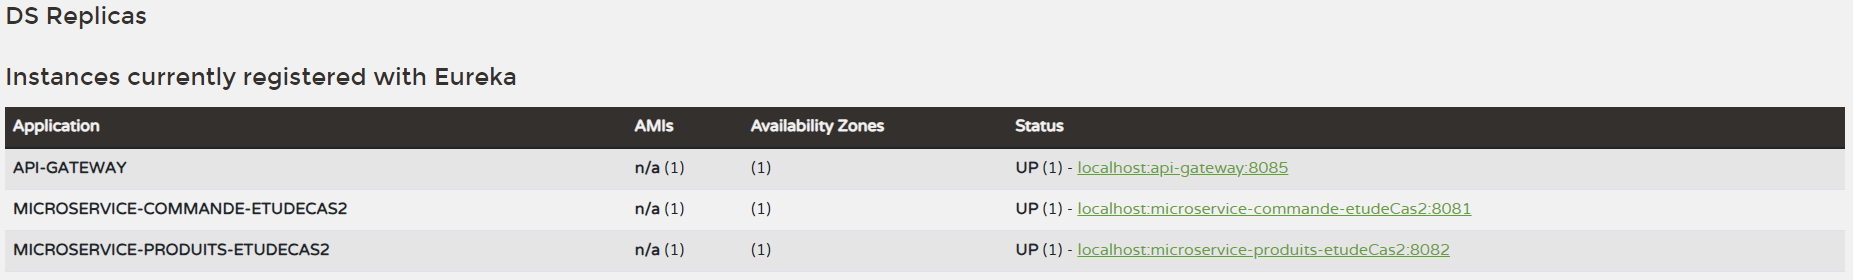 DS Replicas
Instances currently registered with Eureka
Application AMIs Availability Zones Status
API-GATEWAY n/a (1) (1) UP (1) - localhost:api-gateway:8085
MICROSERVICE-COMMANDE-ETUDECAS2 n/a (1) (1) UP (1) - localhost:microservice-commande-etudeCas2:8081
MICROSERVICE-PRODUITS-ETUDECAS2 n/a (1) (1) UP (1) - localhost:microservice-produits-etudeCas2:8082